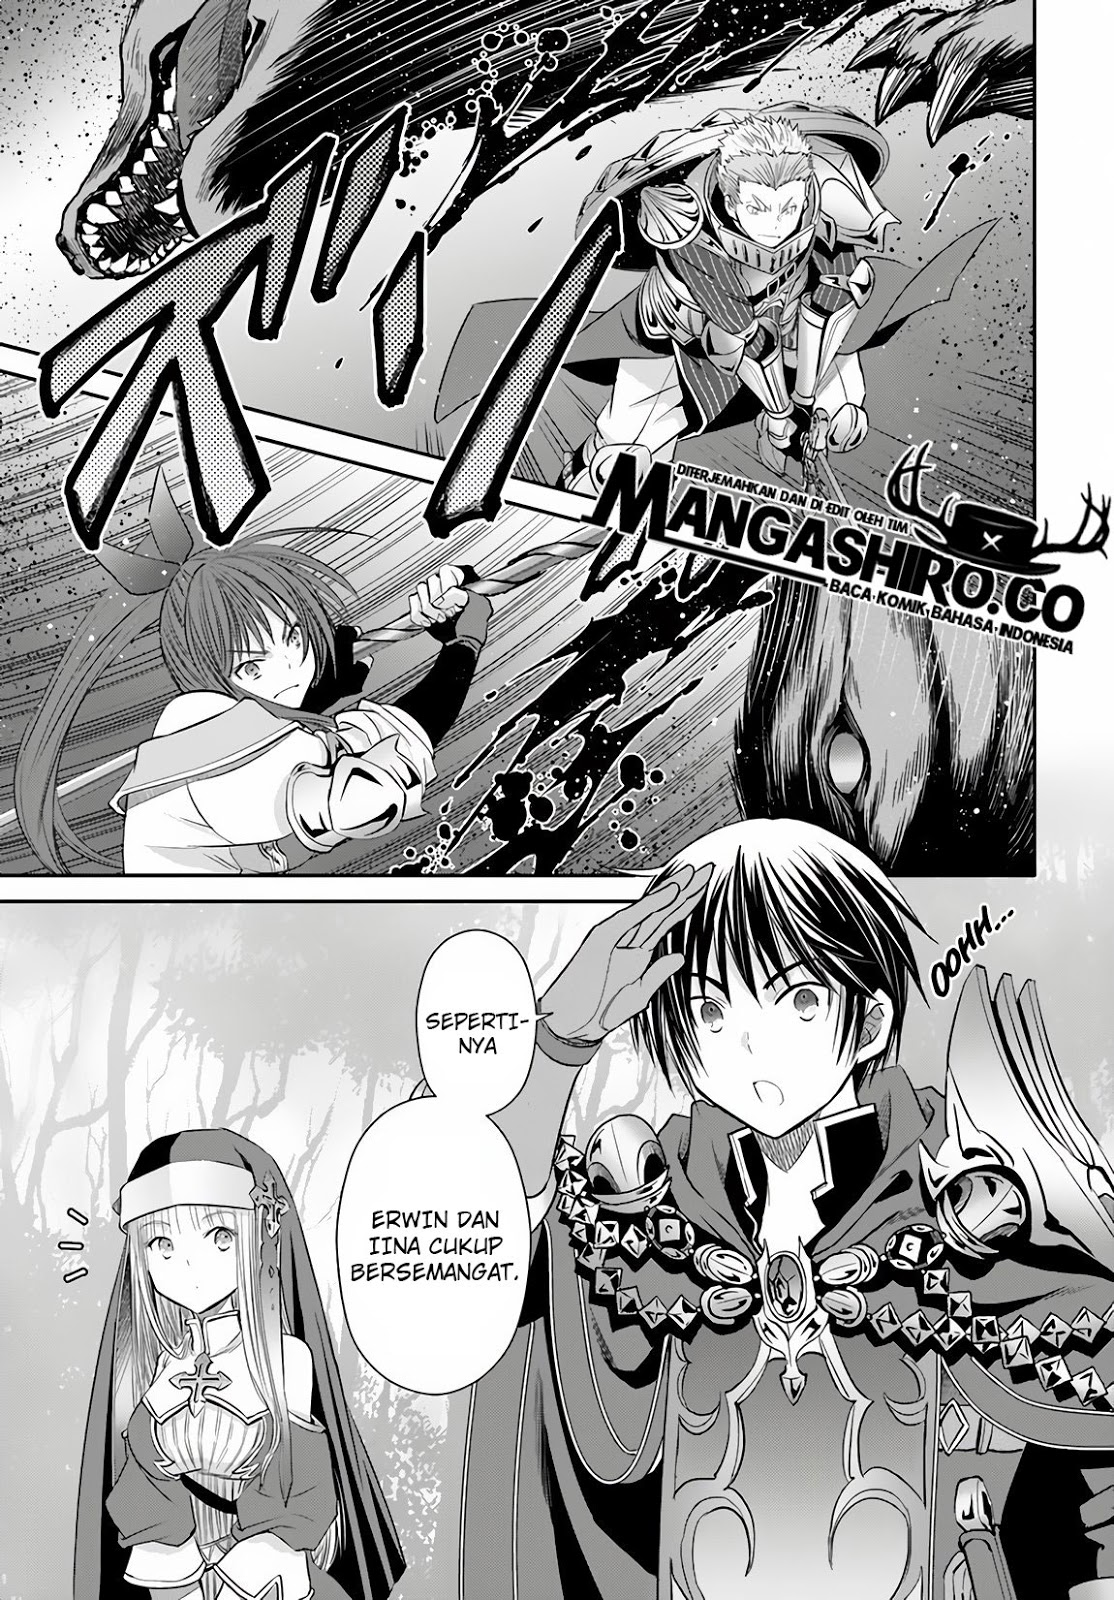 ズバッ
DITERJEMAHKAN DAN DI EDIT OLEH TIM
MANGASHIRO.CO
BACA KOMIK BAHASA INDONESIA
OOHH...
SEPERTI-
NYA
ERWIN DAN
IINA CUKUP
BERSEMANGAT.